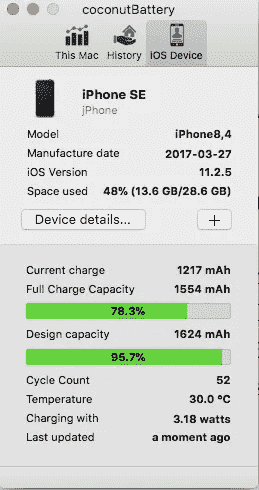 coconutBattery
This Mac History iOS Device
iPhone SE
jPhone
Model iPhone8,4
Manufacture date 2017-03-27
iOS Version 11.2.5
Space used 48% (13.6 GB/28.6 GB)
Device details... +
Current charge 1217 mAh
Full Charge Capacity 1554 mAh
78.3%
Design capacity 1624 mAh
95.7%
Cycle Count 52
Temperature 30.0 ºC
Charging with 3.18 watts
Last updated a moment ago